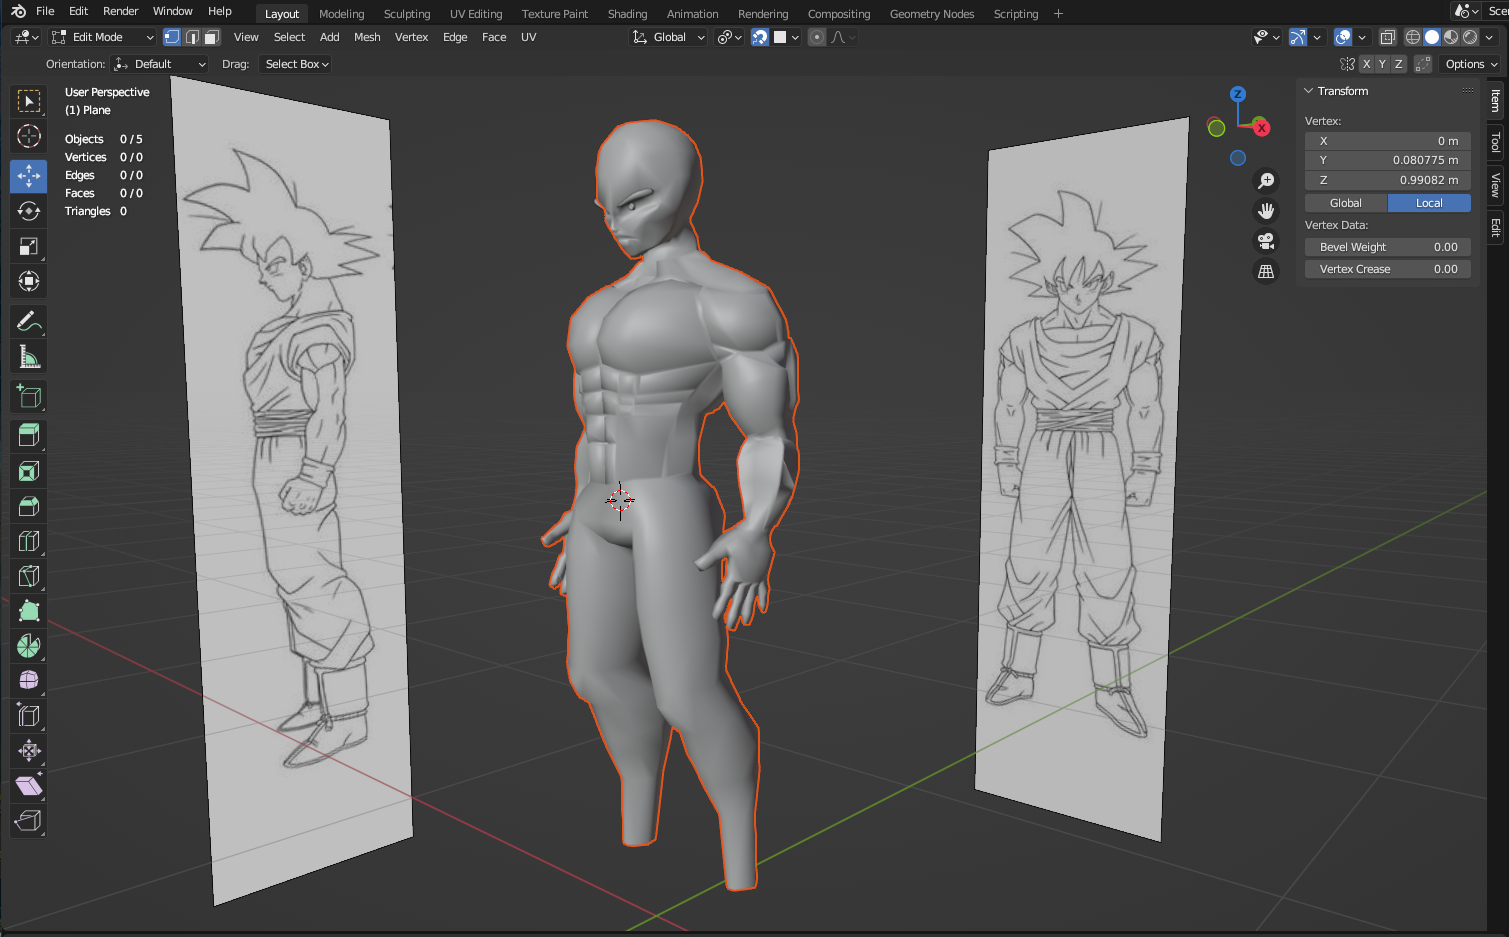 File Edit Render Window Help Layout Modeling Sculpting UV Editing Texture Paint Shading Animation Rendering Compositing Geometry Nodes Scripting +
Edit Mode View Select Add Mesh Vertex Edge Face UV Global
Orientation: Default Drag: Select Box X Y Z Options
User Perspective
(1) Plane
Objects 0/5
Vertices 0/0
Edges 0/0
Faces 0/0
Triangles 0
Z
X
Transform
Vertex:
X 0 m
Y 0.080775 m
Z 0.99082 m
Global Local
Vertex Data:
Bevel Weight 0.00
Vertex Crease 0.00
Item
Tool
View
Edit